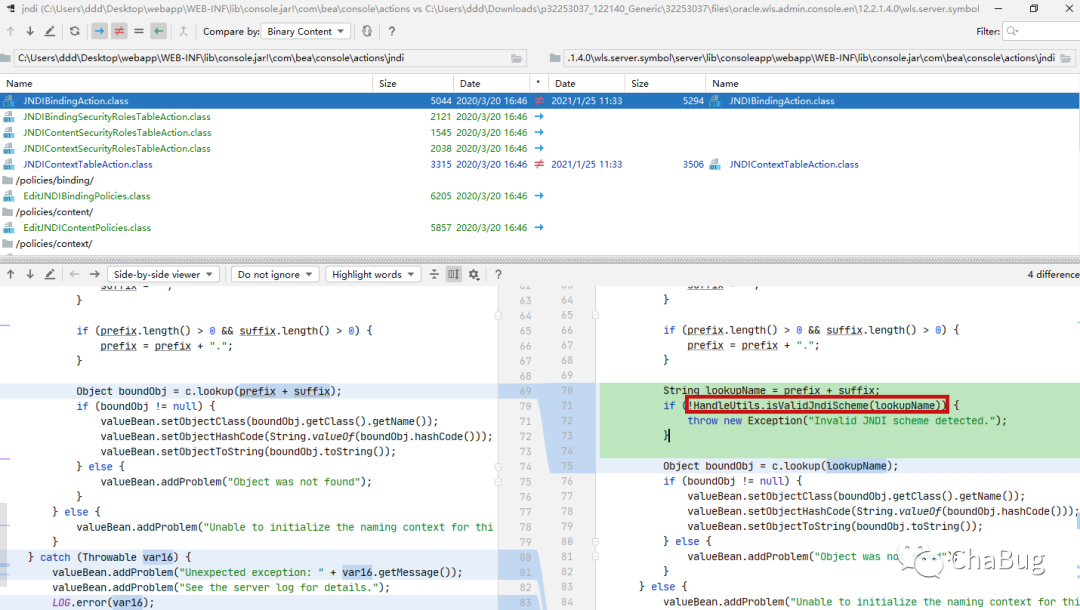 jndi (C:\Users\ddd\Desktop\webapp\WEB-INF\lib\console.jar!\com\bea\console\actions vs C:\Users\ddd\Downloads\p32253037_122140_Generic\32253037\files\oracle.wls.admin.console.en\12.2.1.4.0\wls.server.symbol
Compare by: Binary Content ? Filter:
C:\Users\ddd\Desktop\webapp\WEB-INF\lib\console.jar!\com\bea\console\actions\jndi .1.4.0\wls.server.symbol\server\lib\consoleapp\webapp\WEB-INF\lib\console.jar!\com\bea\console\actions\jndi
Name Size Date * Date Size Name
JNDIBindingAction.class 5044 2020/3/20 16:46 ≠ 2021/1/25 11:33 5294 JNDIBindingAction.class
JNDIBindingSecurityRolesTableAction.class 2121 2020/3/20 16:46 →
JNDIContentSecurityRolesTableAction.class 1545 2020/3/20 16:46 →
JNDIContextSecurityRolesTableAction.class 2038 2020/3/20 16:46 →
JNDIContextTableAction.class 3315 2020/3/20 16:46 ≠ 2021/1/25 11:33 3506 JNDIContextTableAction.class
/policies/binding/
EditJNDIBindingPolicies.class 6205 2020/3/20 16:46 →
/policies/content/
EditJNDIContentPolicies.class 5857 2020/3/20 16:46 →
/policies/context/
Side-by-side viewer Do not ignore Highlight words ? 4 difference
suffix = "";  62 suffix = "";
} 63 64 }
64 65
if (prefix.length() > 0 && suffix.length() > 0) { 65 66 if (prefix.length() > 0 && suffix.length() > 0) {
prefix = prefix + "."; 66 67 prefix = prefix + ".";
} 67 68 }
68 69
Object boundObj = c.lookup(prefix + suffix); 69 70 String lookupName = prefix + suffix;
if (boundObj != null) { 70 71 if (!HandleUtils.isValidJndiScheme(lookupName)) {
valueBean.setObjectClass(boundObj.getClass().getName()); 71 72 throw new Exception("Invalid JNDI scheme detected.");
valueBean.setObjectHashCode(String.valueOf(boundObj.hashCode())); 72 73 }
valueBean.setObjectToString(boundObj.toString()); 73 74
} else { 74 75 Object boundObj = c.lookup(lookupName);
valueBean.addProblem("Object was not found"); 75 76 if (boundObj != null) {
} 76 77 valueBean.setObjectClass(boundObj.getClass().getName());
} else { 77 78 valueBean.setObjectHashCode(String.valueOf(boundObj.hashCode()));
valueBean.addProblem("Unable to initialize the naming context for thi 78 79 valueBean.setObjectToString(boundObj.toString());
} 79 80 } else {
} catch (Throwable var16) { 80 81 valueBean.addProblem("Object was not
valueBean.addProblem("Unexpected exception: " + var16.getMessage()); 81 82 }
valueBean.addProblem("See the server log for details."); 82 83 } else {
LOG.error(var16); 83 84 valueBean.addProblem("Unable to initialize the naming context for thi
ChaBug